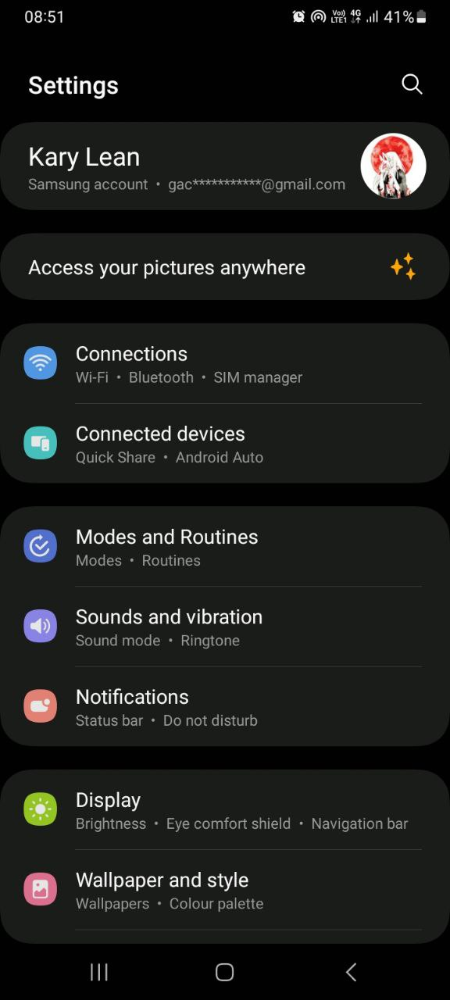 08:51
Vo)) 4G 41%
LTE1
Settings
Kary Lean
Samsung account • gac***********@gmail.com
Access your pictures anywhere
Connections
Wi-Fi • Bluetooth • SIM manager
Connected devices
Quick Share • Android Auto
Modes and Routines
Modes • Routines
Sounds and vibration
Sound mode • Ringtone
Notifications
Status bar • Do not disturb
Display
Brightness • Eye comfort shield • Navigation bar
Wallpaper and style
Wallpapers • Colour palette